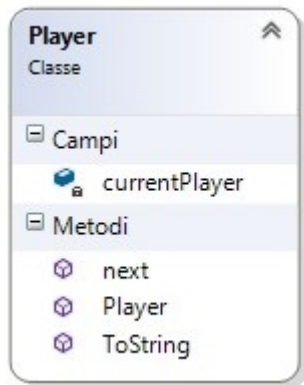 Player
Classe
Campi
currentPlayer
Metodi
next
Player
ToString